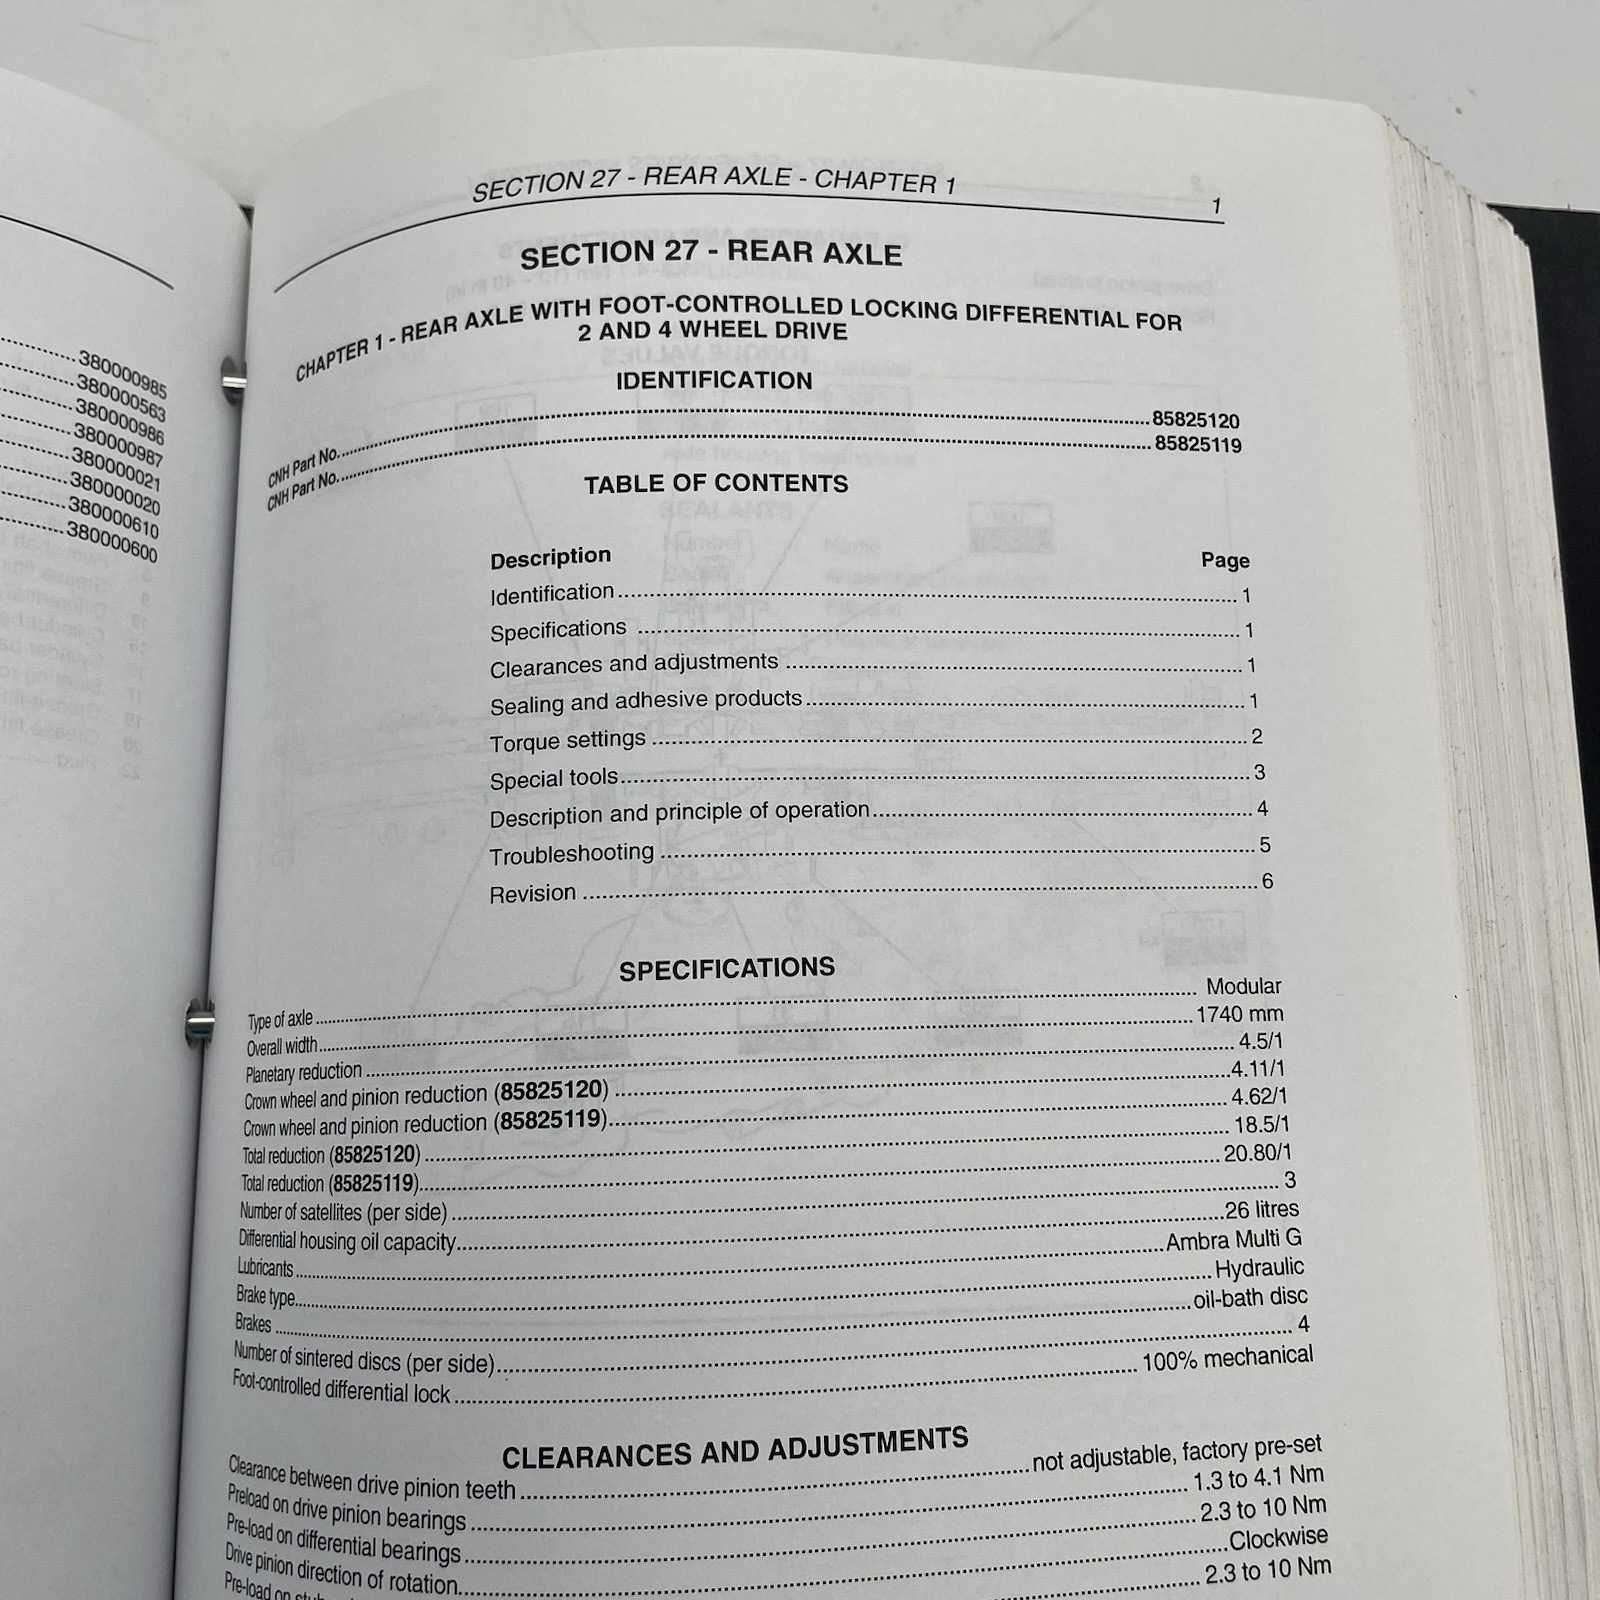 380000985
380000563
380000986
380000987
380000021
380000020
380000610
380000600
SECTION 27 - REAR AXLE - CHAPTER 1
1
SECTION 27 - REAR AXLE
CHAPTER 1 - REAR AXLE WITH FOOT-CONTROLLED LOCKING DIFFERENTIAL FOR
2 AND 4 WHEEL DRIVE
IDENTIFICATION
CNH Part No. 85825120
CNH Part No. 85825119
TABLE OF CONTENTS
Description Page
Identification 1
Specifications 1
Clearances and adjustments 1
Sealing and adhesive products 1
Torque settings 2
Special tools 3
Description and principle of operation 4
Troubleshooting 5
Revision 6
SPECIFICATIONS
Type of axle Modular
Overall width 1740 mm
Planetary reduction 4.5/1
Crown wheel and pinion reduction (85825120) 4.11/1
Crown wheel and pinion reduction (85825119) 4.62/1
Total reduction (85825120) 18.5/1
Total reduction (85825119) 20.80/1
Number of satellites (per side) 3
Differential housing oil capacity 26 litres
Lubricants Ambra Multi G
Brake type Hydraulic
Brakes oil-bath disc
Number of sintered discs (per side) 4
Foot-controlled differential lock 100% mechanical
CLEARANCES AND ADJUSTMENTS
Clearance between drive pinion teeth not adjustable, factory pre-set
Preload on drive pinion bearings 1.3 to 4.1 Nm
Pre-load on differential bearings 2.3 to 10 Nm
Drive pinion direction of rotation Clockwise
Pre-load on 2.3 to 10 Nm